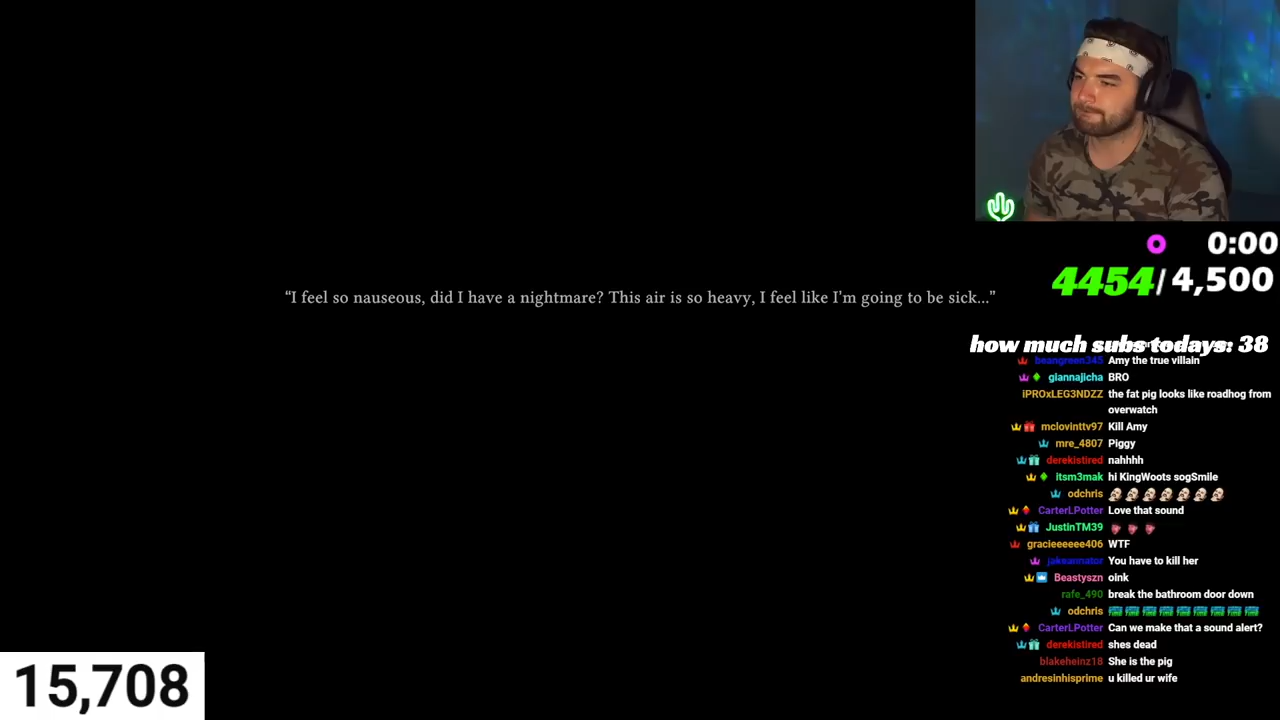 “I feel so nauseous, did I have a nightmare? This air is so heavy, I feel like I'm going to be sick...”
0:00
4454/4,500
how much subs todays: 38
beangreen345 Amy the true villain
giannajicha BRO
iPROxLEG3NDZZ the fat pig looks like roadhog from
overwatch
mclovinttv97 Kill Amy
mre_4807 Piggy
derekistired nahhhh
itsm3mak hi KingWoots sogSmile
odchris
CarterLPotter Love that sound
JustinTM39
gracieeeeee406 WTF
jakeannator You have to kill her
Beastyszn oink
rafe_490 break the bathroom door down
odchris
CarterLPotter Can we make that a sound alert?
derekistired shes dead
blakeheinz18 She is the pig
andresinhisprime u killed ur wife
15,708